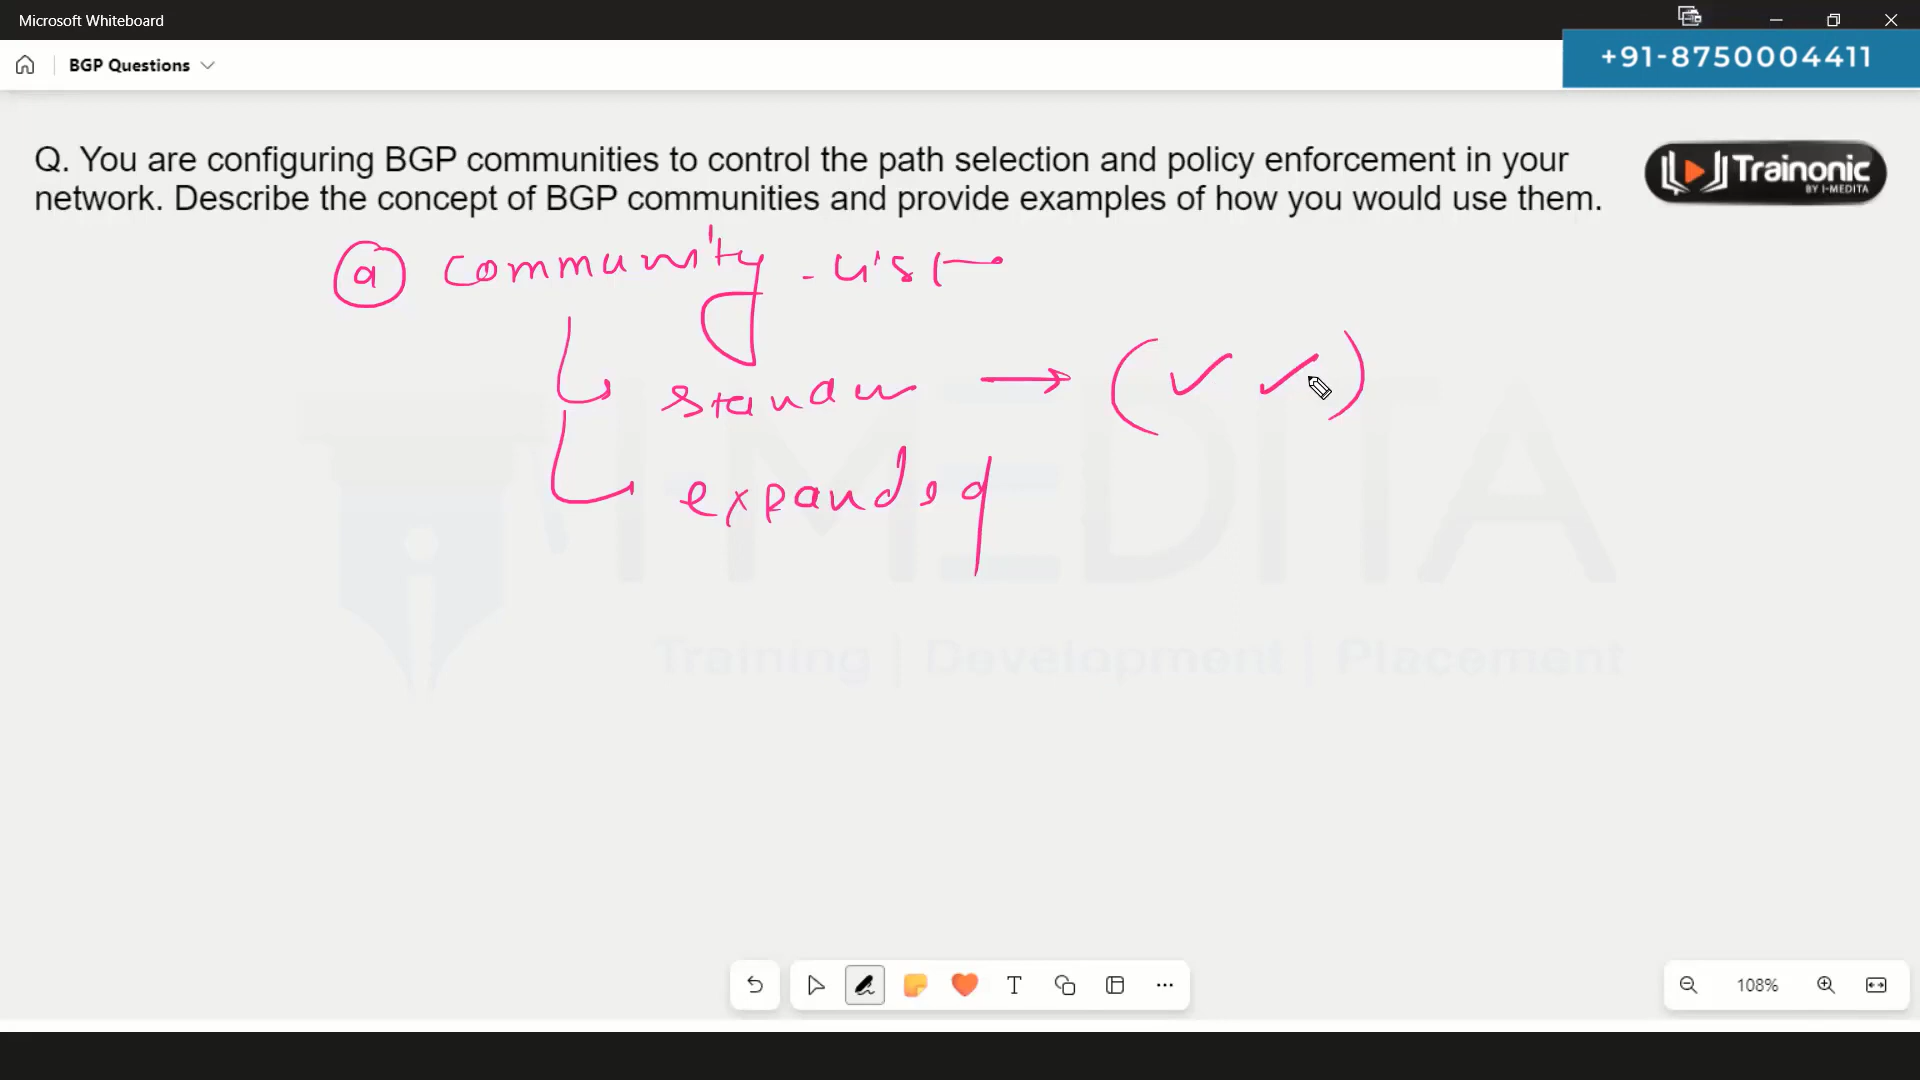 Microsoft Whiteboard
BGP Questions
+91-8750004411
Q. You are configuring BGP communities to control the path selection and policy enforcement in your
network. Describe the concept of BGP communities and provide examples of how you would use them.
Trainonic
BY I-MEDITA
a community - list
standar
expanded
I-MEDITA
Training | Development | Placement
108%